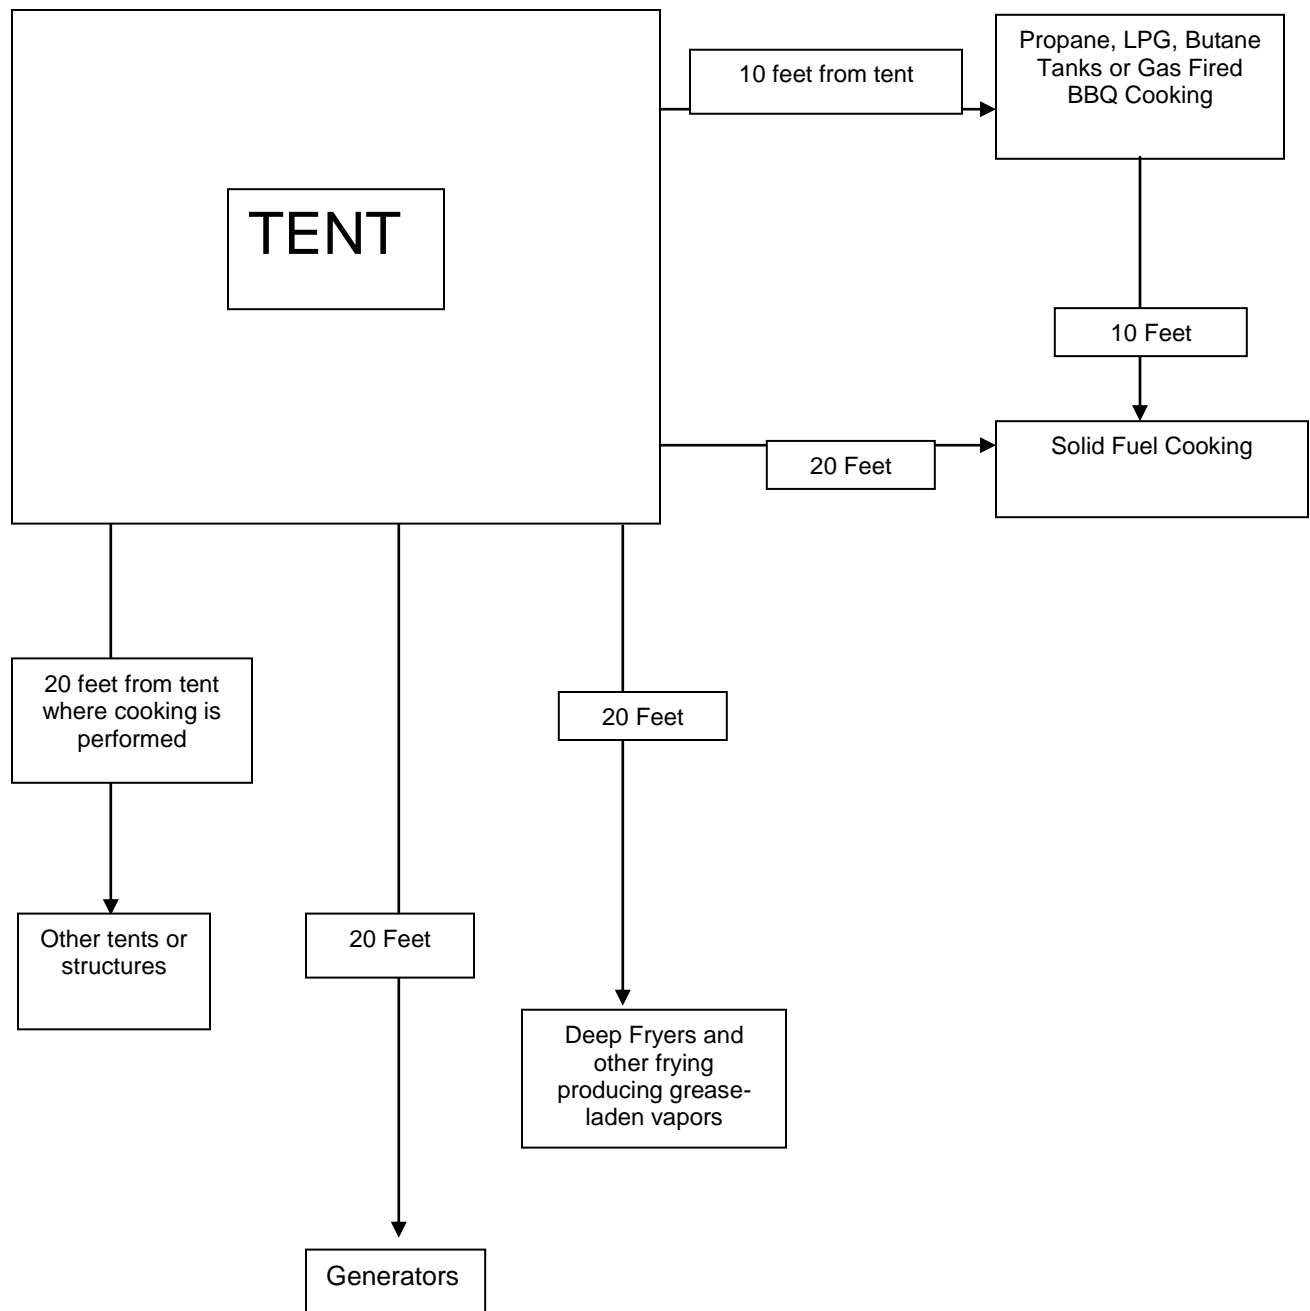 10 feet from tent
Propane, LPG, Butane
Tanks or Gas Fired
BBQ Cooking
TENT
10 Feet
20 Feet
Solid Fuel Cooking
20 feet from tent
where cooking is
performed
20 Feet
20 Feet
Other tents or
structures
Deep Fryers and
other frying
producing grease-
laden vapors
Generators